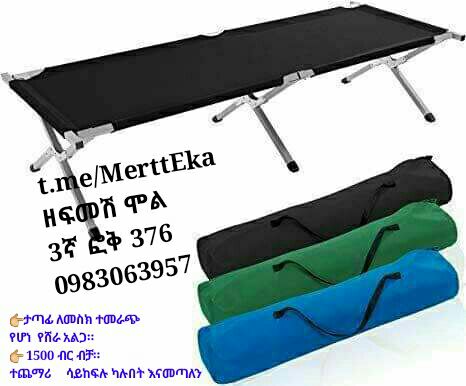 t.me/MerttEka
ዘፍመሽ ሞል
3ኛ ፎቅ 376
0983063957
👉ታጣፊ ለመስክ ተመራጭ
የሆነ የሸራ አልጋ።
👉1500 ብር ብቻ።
ተጨማሪ ሳይከፍሉ ካሉበት እናመጣለን